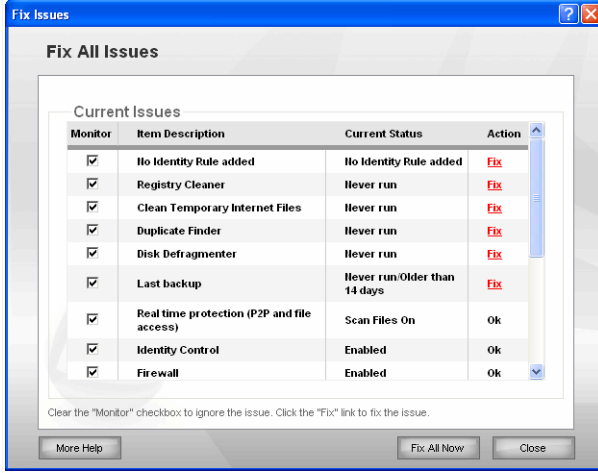 Fix Issues
Fix All Issues
Current Issues
Monitor Item Description Current Status Action
No Identity Rule added No Identity Rule added Fix
Registry Cleaner Never run Fix
Clean Temporary Internet Files Never run Fix
Duplicate Finder Never run Fix
Disk Defragmenter Never run Fix
Last backup Never run/Older than 14 days Fix
Real time protection (P2P and file access) Scan Files On Ok
Identity Control Enabled Ok
Firewall Enabled Ok
Clear the "Monitor" checkbox to ignore the issue. Click the "Fix" link to fix the issue.
More Help Fix All Now Close